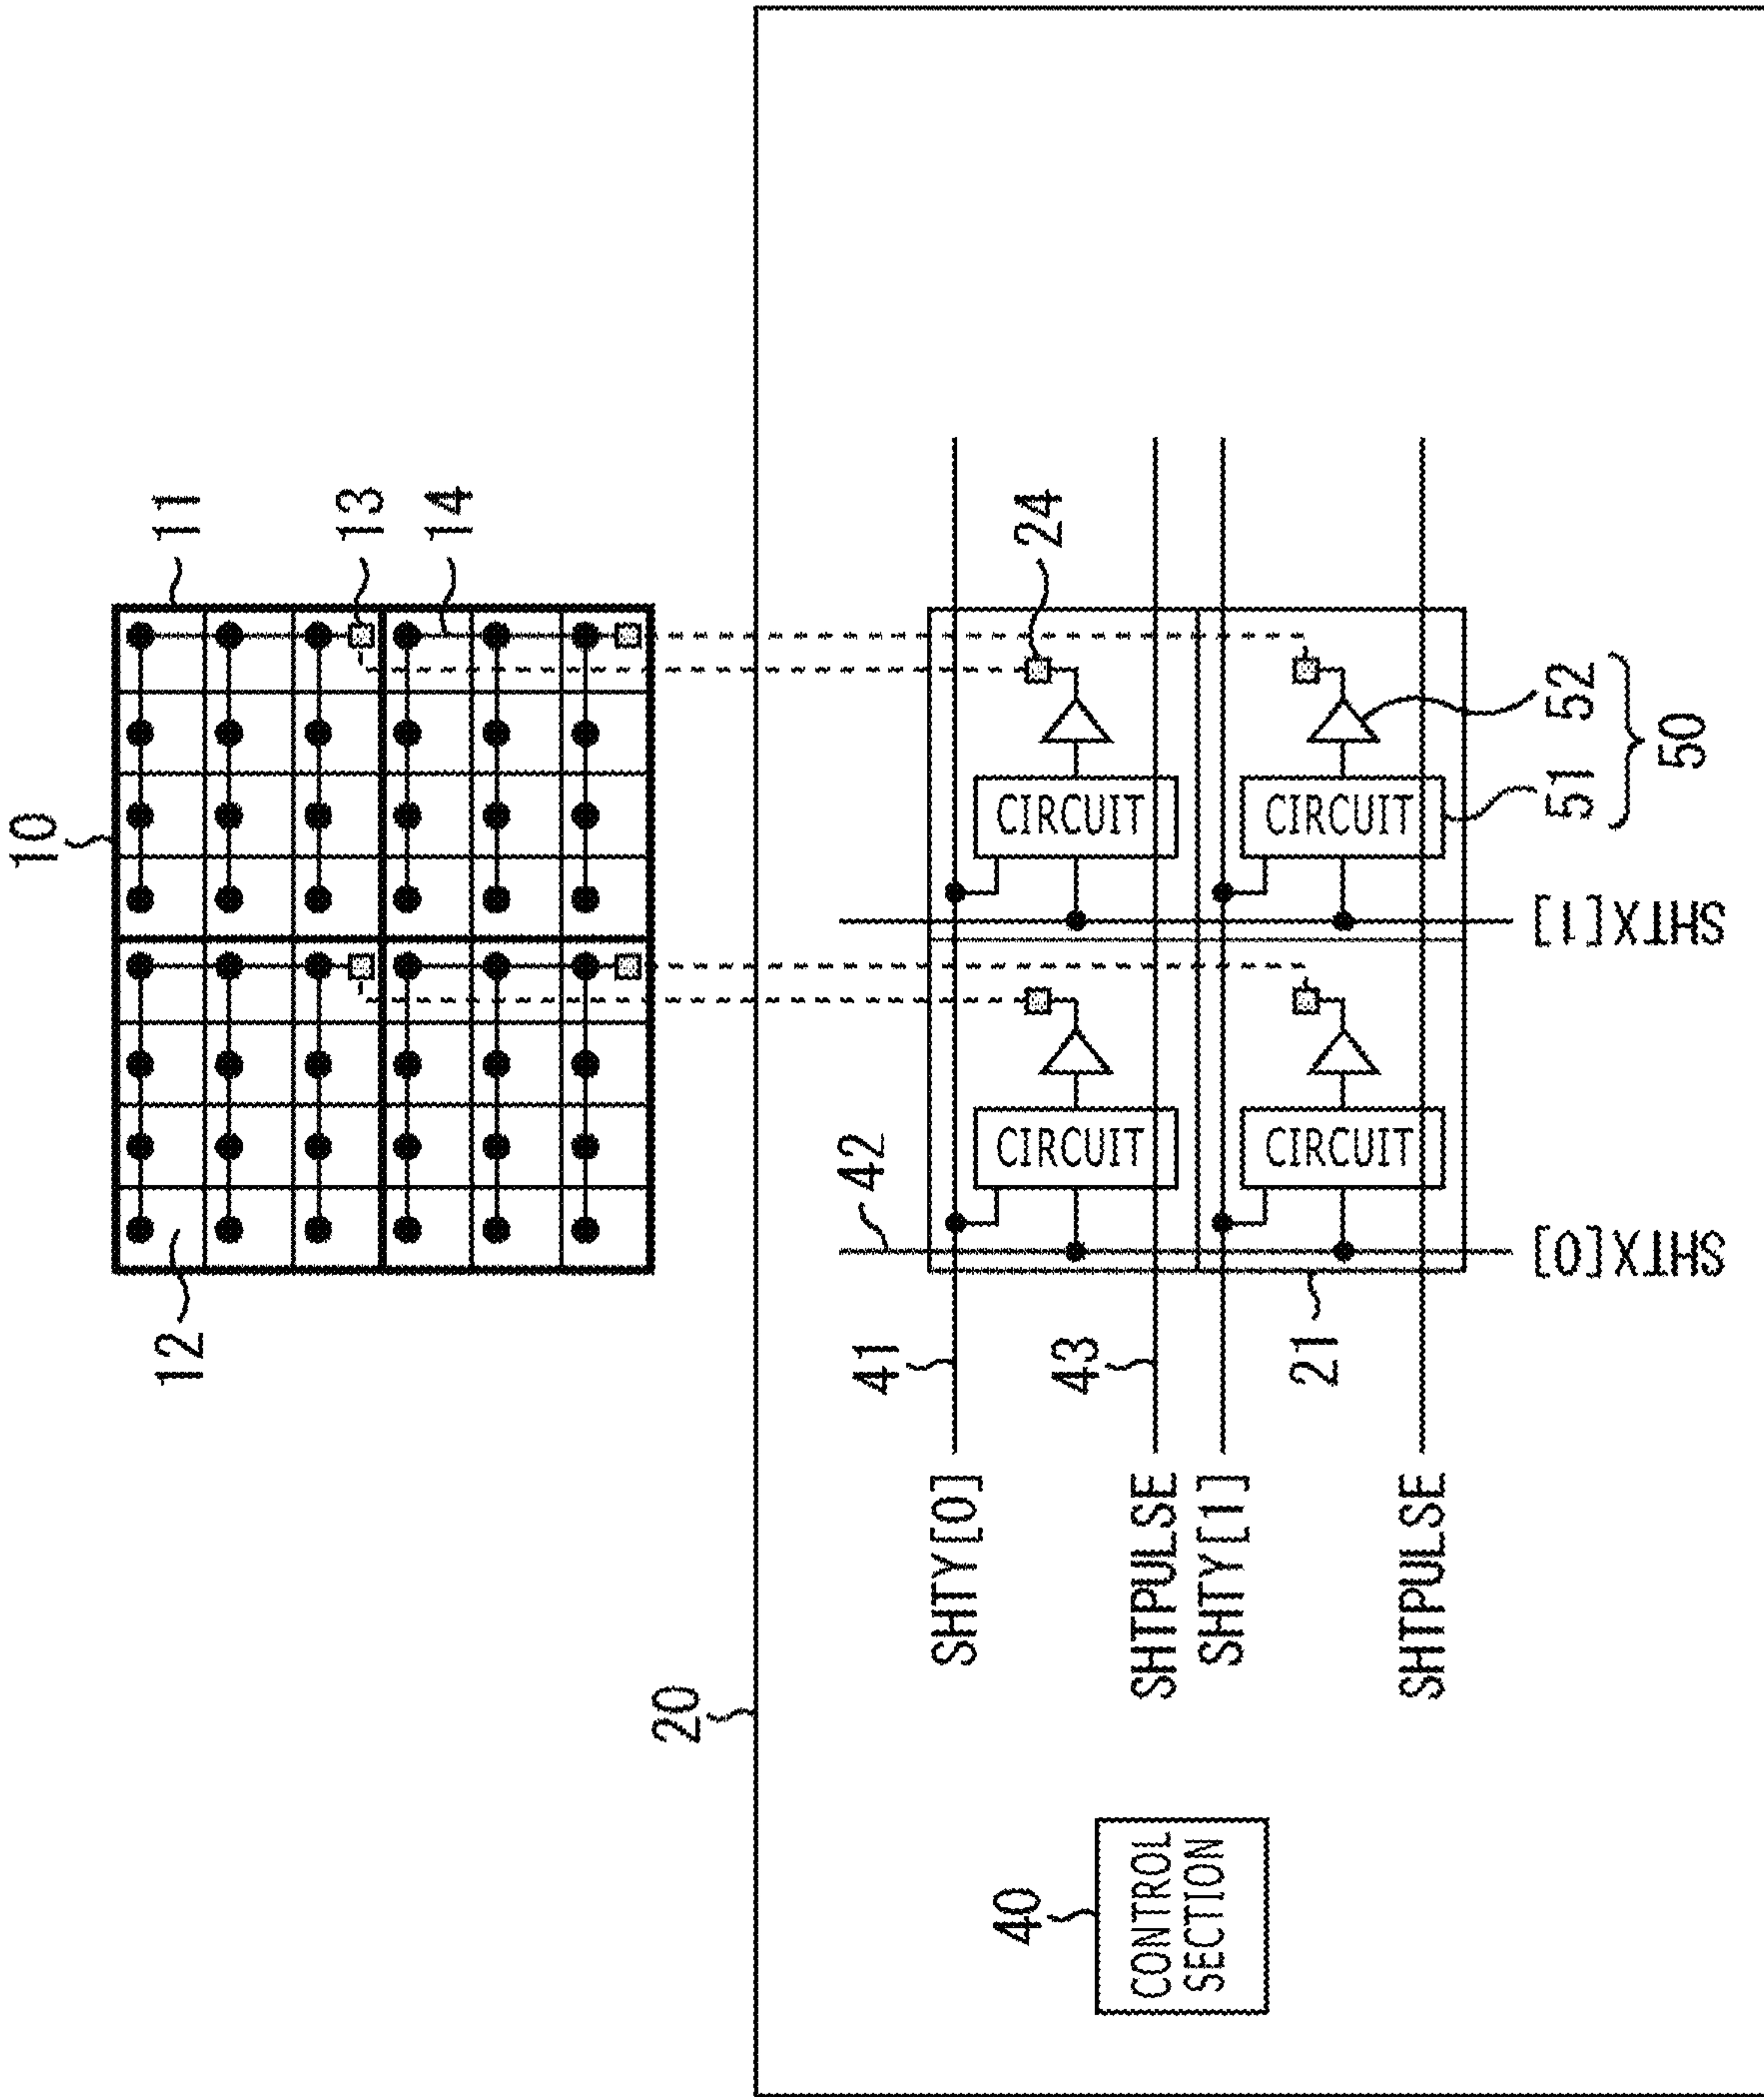 10
11
12
13
14
20
24
41
42
43
SHTY[0]
SHTPULSE
SHTY[1]
SHTPULSE
CIRCUIT
CIRCUIT
CIRCUIT
CIRCUIT
SHTX[0]
SHTX[1]
21
51
52
50
40
CONTROL
SECTION